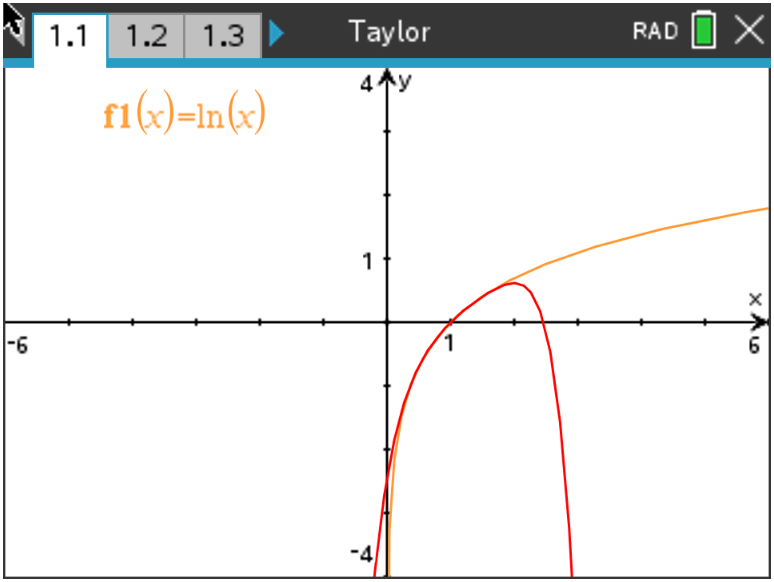 1.1 1.2 1.3 Taylor RAD
4 y
f1(x)=ln(x)
1
x
-6 1 6
-4